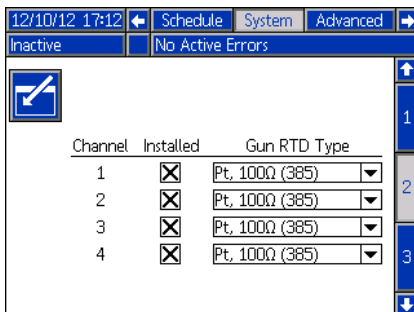 12/10/12 17:12 Schedule System Advanced
Inactive No Active Errors
1
Channel Installed Gun RTD Type
1 Pt, 100Ω (385)
2 Pt, 100Ω (385)
2
3 Pt, 100Ω (385)
4 Pt, 100Ω (385)
3